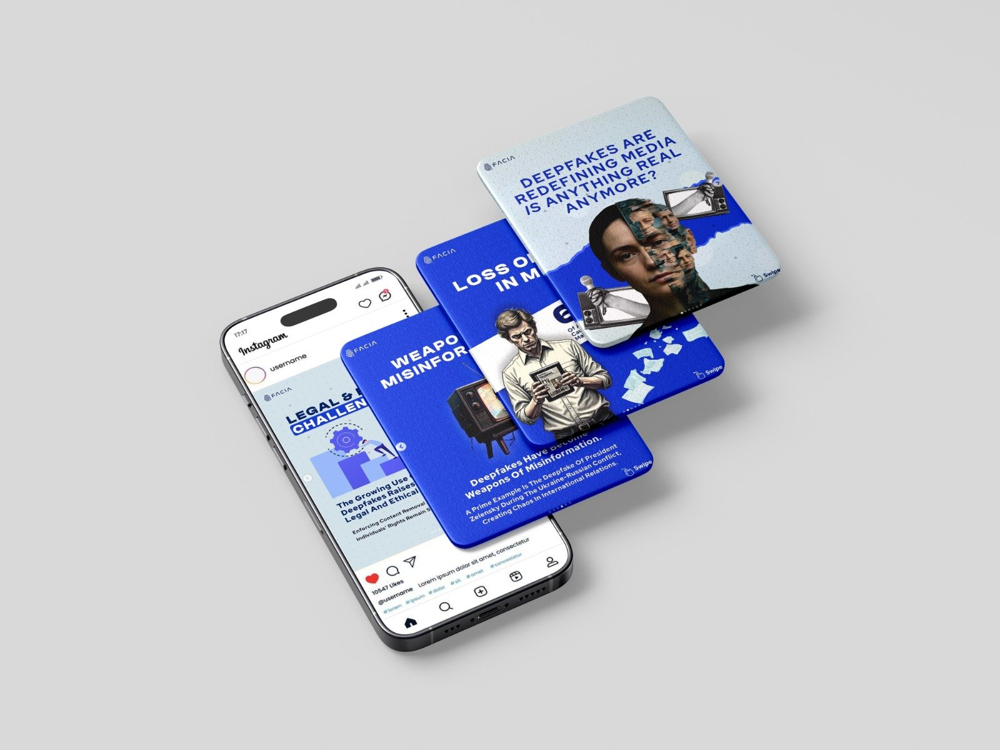 FACIA
DEEPFAKES ARE
REDEFINING MEDIA
IS ANYTHING REAL
ANYMORE?
Swipe
FACIA
LOSS
IN
6
Of
Swipe
FACIA
WEAPO
MISINFOR
Deepfakes Have Become
Weapons Of Misinformation.
A Prime Example Is The Deepfake Of President
Zelensky During The Ukraine-Russian Conflict,
Creating Chaos In International Relations.
Swipe
17:17
Instagram
username
FACIA
LEGAL &
CHALLEN
The Growing Use
Deepfakes Raises
Legal And Ethical
Enforcing Content Removal
Individuals' Rights Remain
10547 Likes
@username Lorem ipsum dolor sit amet, consectetur
#lorem #ipsum #dolor #sit #amet #concestetur